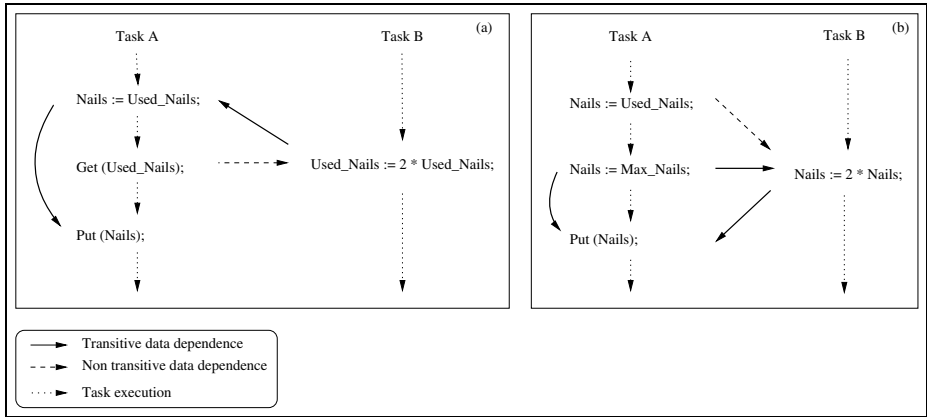 (a)
Task A
Task B
Nails := Used_Nails;
Get (Used_Nails);
Used_Nails := 2 * Used_Nails;
Put (Nails);
(b)
Task A
Task B
Nails := Used_Nails;
Nails := Max_Nails;
Nails := 2 * Nails;
Put (Nails);
Transitive data dependence
Non transitive data dependence
Task execution